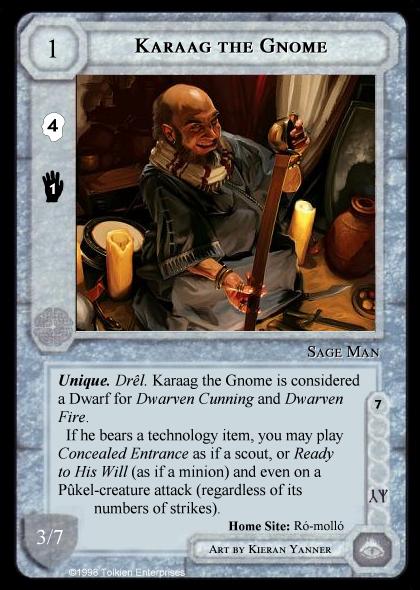 1
KARAAG THE GNOME
4
1
SAGE MAN
Unique. Drêl. Karaag the Gnome is considered
a Dwarf for Dwarven Cunning and Dwarven
Fire.
If he bears a technology item, you may play
Concealed Entrance as if a scout, or Ready
to His Will (as if a minion) and even on a
Pûkel-creature attack (regardless of its
numbers of strikes).
7
Home Site: Ró-molló
3/7
ART BY KIERAN YANNER
©1998 Tolkien Enterprises